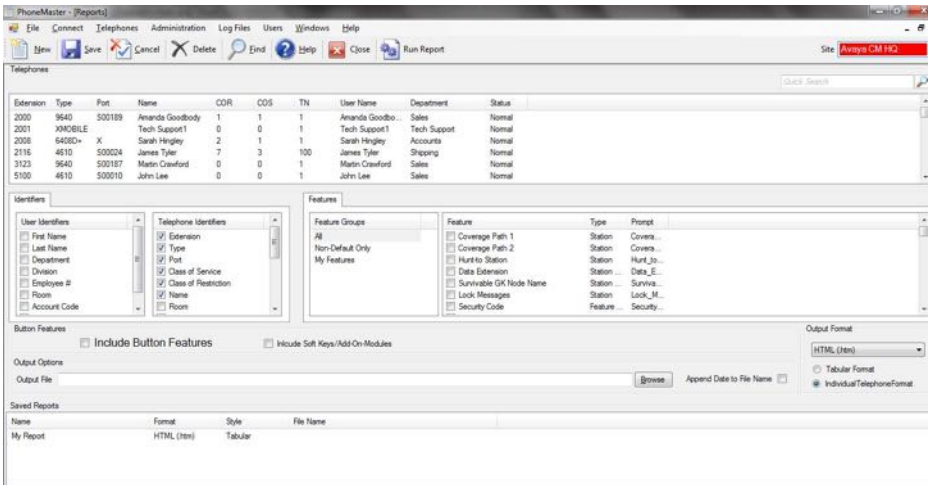 PhoneMaster - [Reports]
File Connect Telephones Administration Log Files Users Windows Help
New Save Cancel Delete Find Help Close Run Report Site Avaya CM HQ
Telephones
Quick Search
Extension Type Port Name COR COS TN User Name Department Status
2000 9640 S00189 Amanda Goodbody 1 1 1 Amanda Goodbo... Sales Normal
2001 XMOBILE Tech Support1 0 0 1 Tech Support1 Tech Support Normal
2008 6408D+ X Sarah Hingley 2 1 1 Sarah Hingley Accounts Normal
2116 4610 S00024 James Tyler 7 3 100 James Tyler Shipping Normal
3123 9640 S00187 Martin Crawford 0 0 1 Martin Crawford Sales Normal
5100 4610 S00010 John Lee 0 0 1 John Lee Sales Normal
Identifiers Features
User Identifiers Telephone Identifiers Feature Groups Feature Type Prompt
First Name Extension All Coverage Path 1 Station Covera...
Last Name Type Non-Default Only Coverage Path 2 Station Covera...
Department Port My Features Hunt-to Station Station Hunt_to...
Division Class of Service Data Extension Station ... Data_E...
Employee # Class of Restriction Survivable GK Node Name Station ... Surviva...
Room Name Lock Messages Station Lock_M...
Account Code Room Security Code Feature ... Security...
Button Features Output Format
Include Button Features Inlcude Soft Keys/Add-On-Modules HTML (.htm)
Output Options Tabular Format
Output File Browse Append Date to File Name IndividualTelephoneFormat
Saved Reports
Name Format Style File Name
My Report HTML (.htm) Tabular